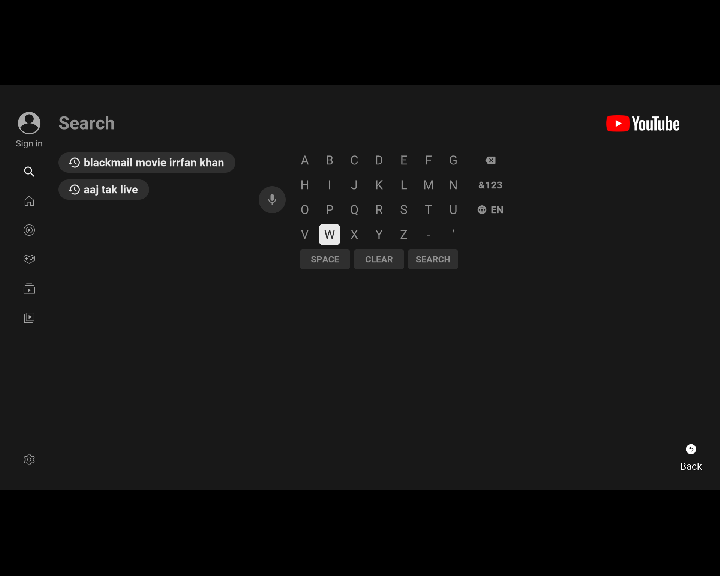 Search
YouTube
Sign in
blackmail movie irrfan khan
aaj tak live
A B C D E F G
H I J K L M N &123
O P Q R S T U EN
V W X Y Z - '
SPACE CLEAR SEARCH
Back